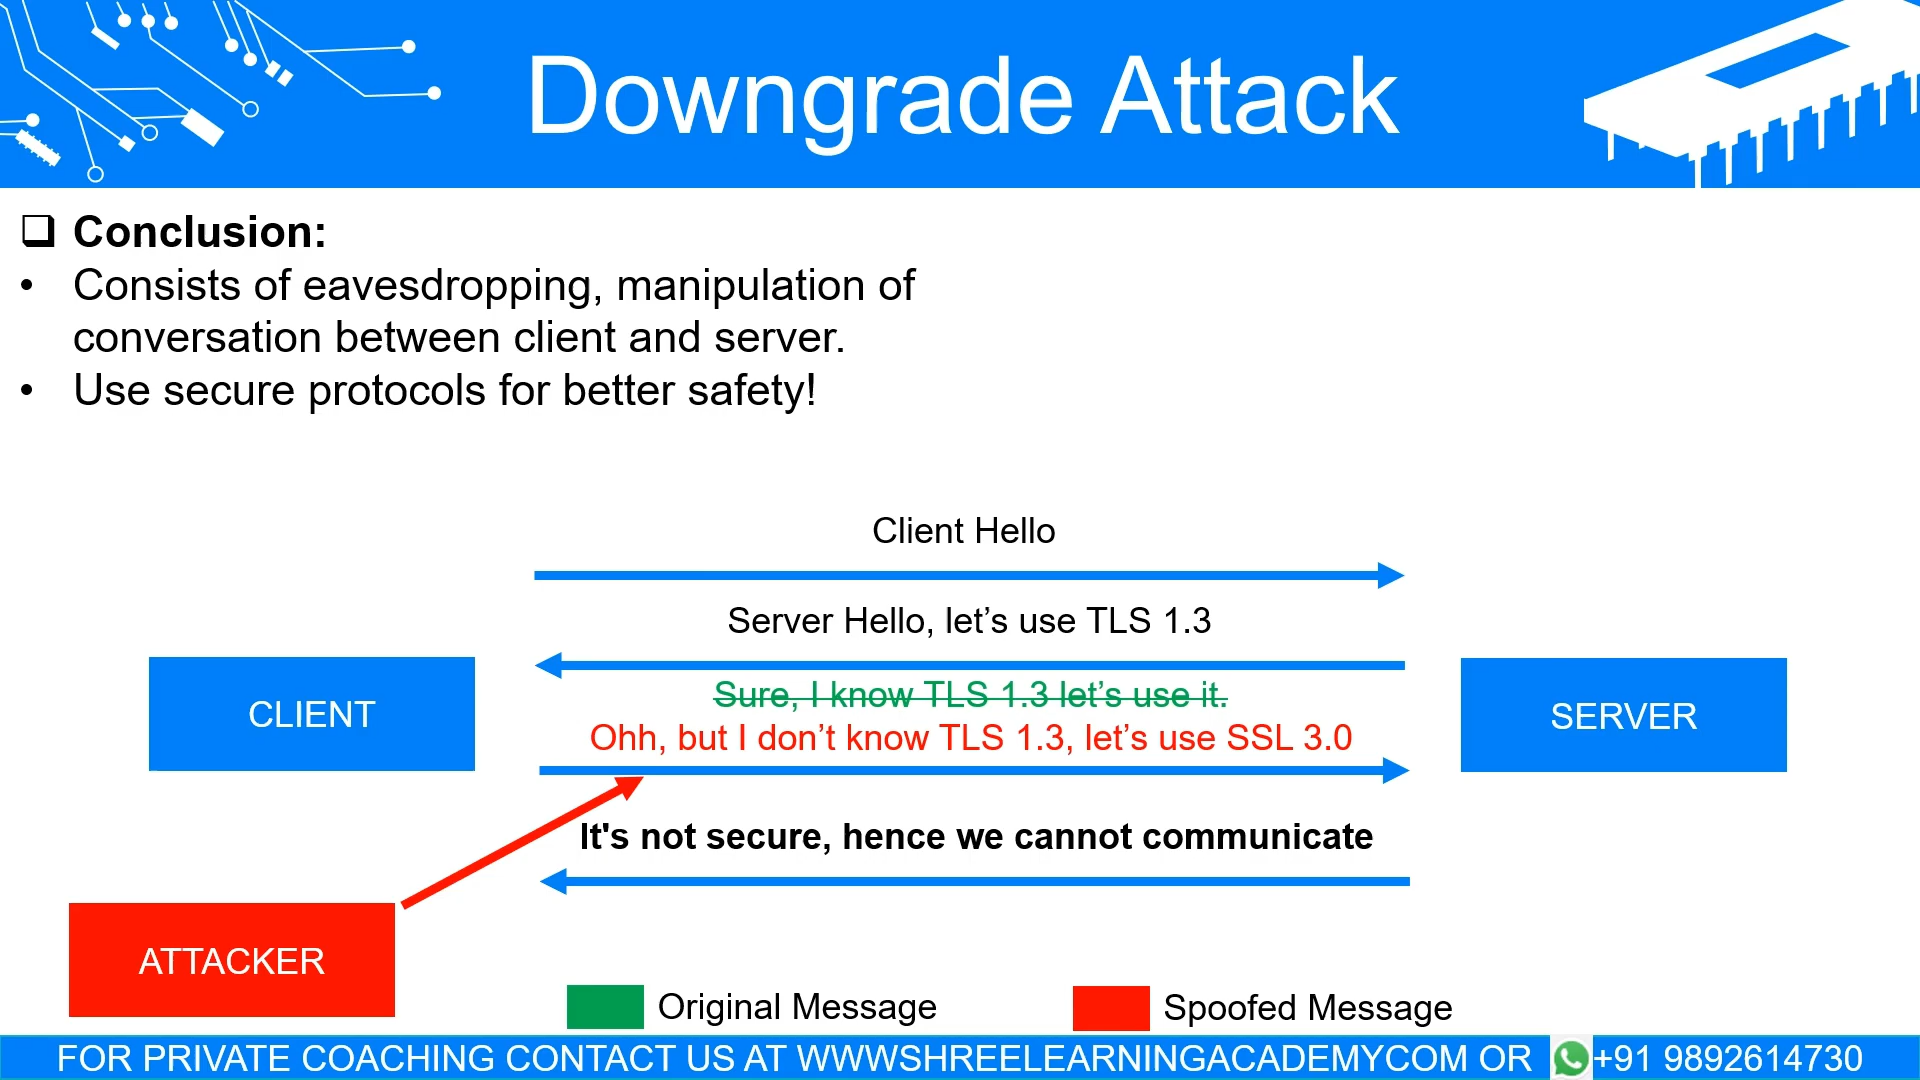 Downgrade Attack
Conclusion:
• Consists of eavesdropping, manipulation of
conversation between client and server.
• Use secure protocols for better safety!
Client Hello
Server Hello, let’s use TLS 1.3
Sure, I know TLS 1.3 let’s use it.
Ohh, but I don’t know TLS 1.3, let’s use SSL 3.0
CLIENT
SERVER
It's not secure, hence we cannot communicate
ATTACKER
Original Message
Spoofed Message
FOR PRIVATE COACHING CONTACT US AT WWWSHREELEARNINGACADEMYCOM OR +91 9892614730